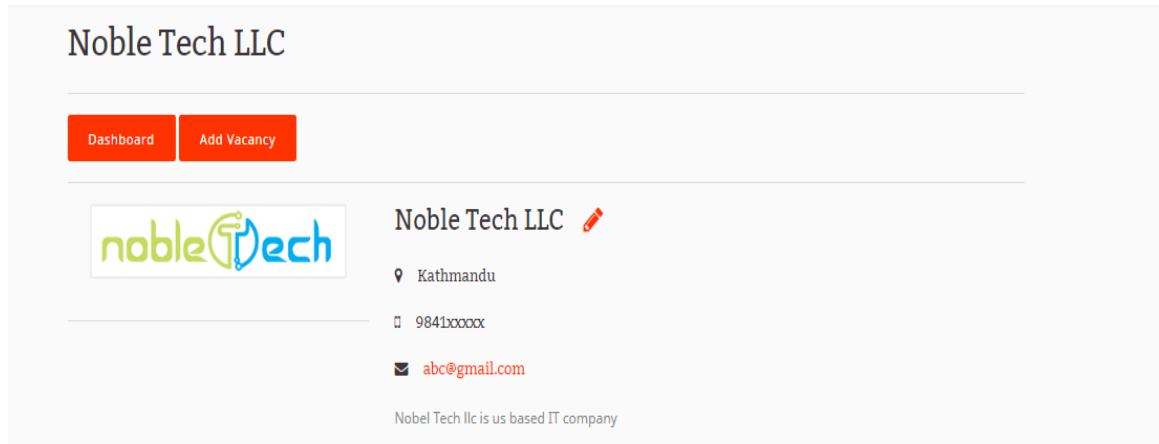 Noble Tech LLC
Dashboard Add Vacancy
nobleTech
Noble Tech LLC
Kathmandu
9841xxxxx
abc@gmail.com
Nobel Tech llc is us based IT company